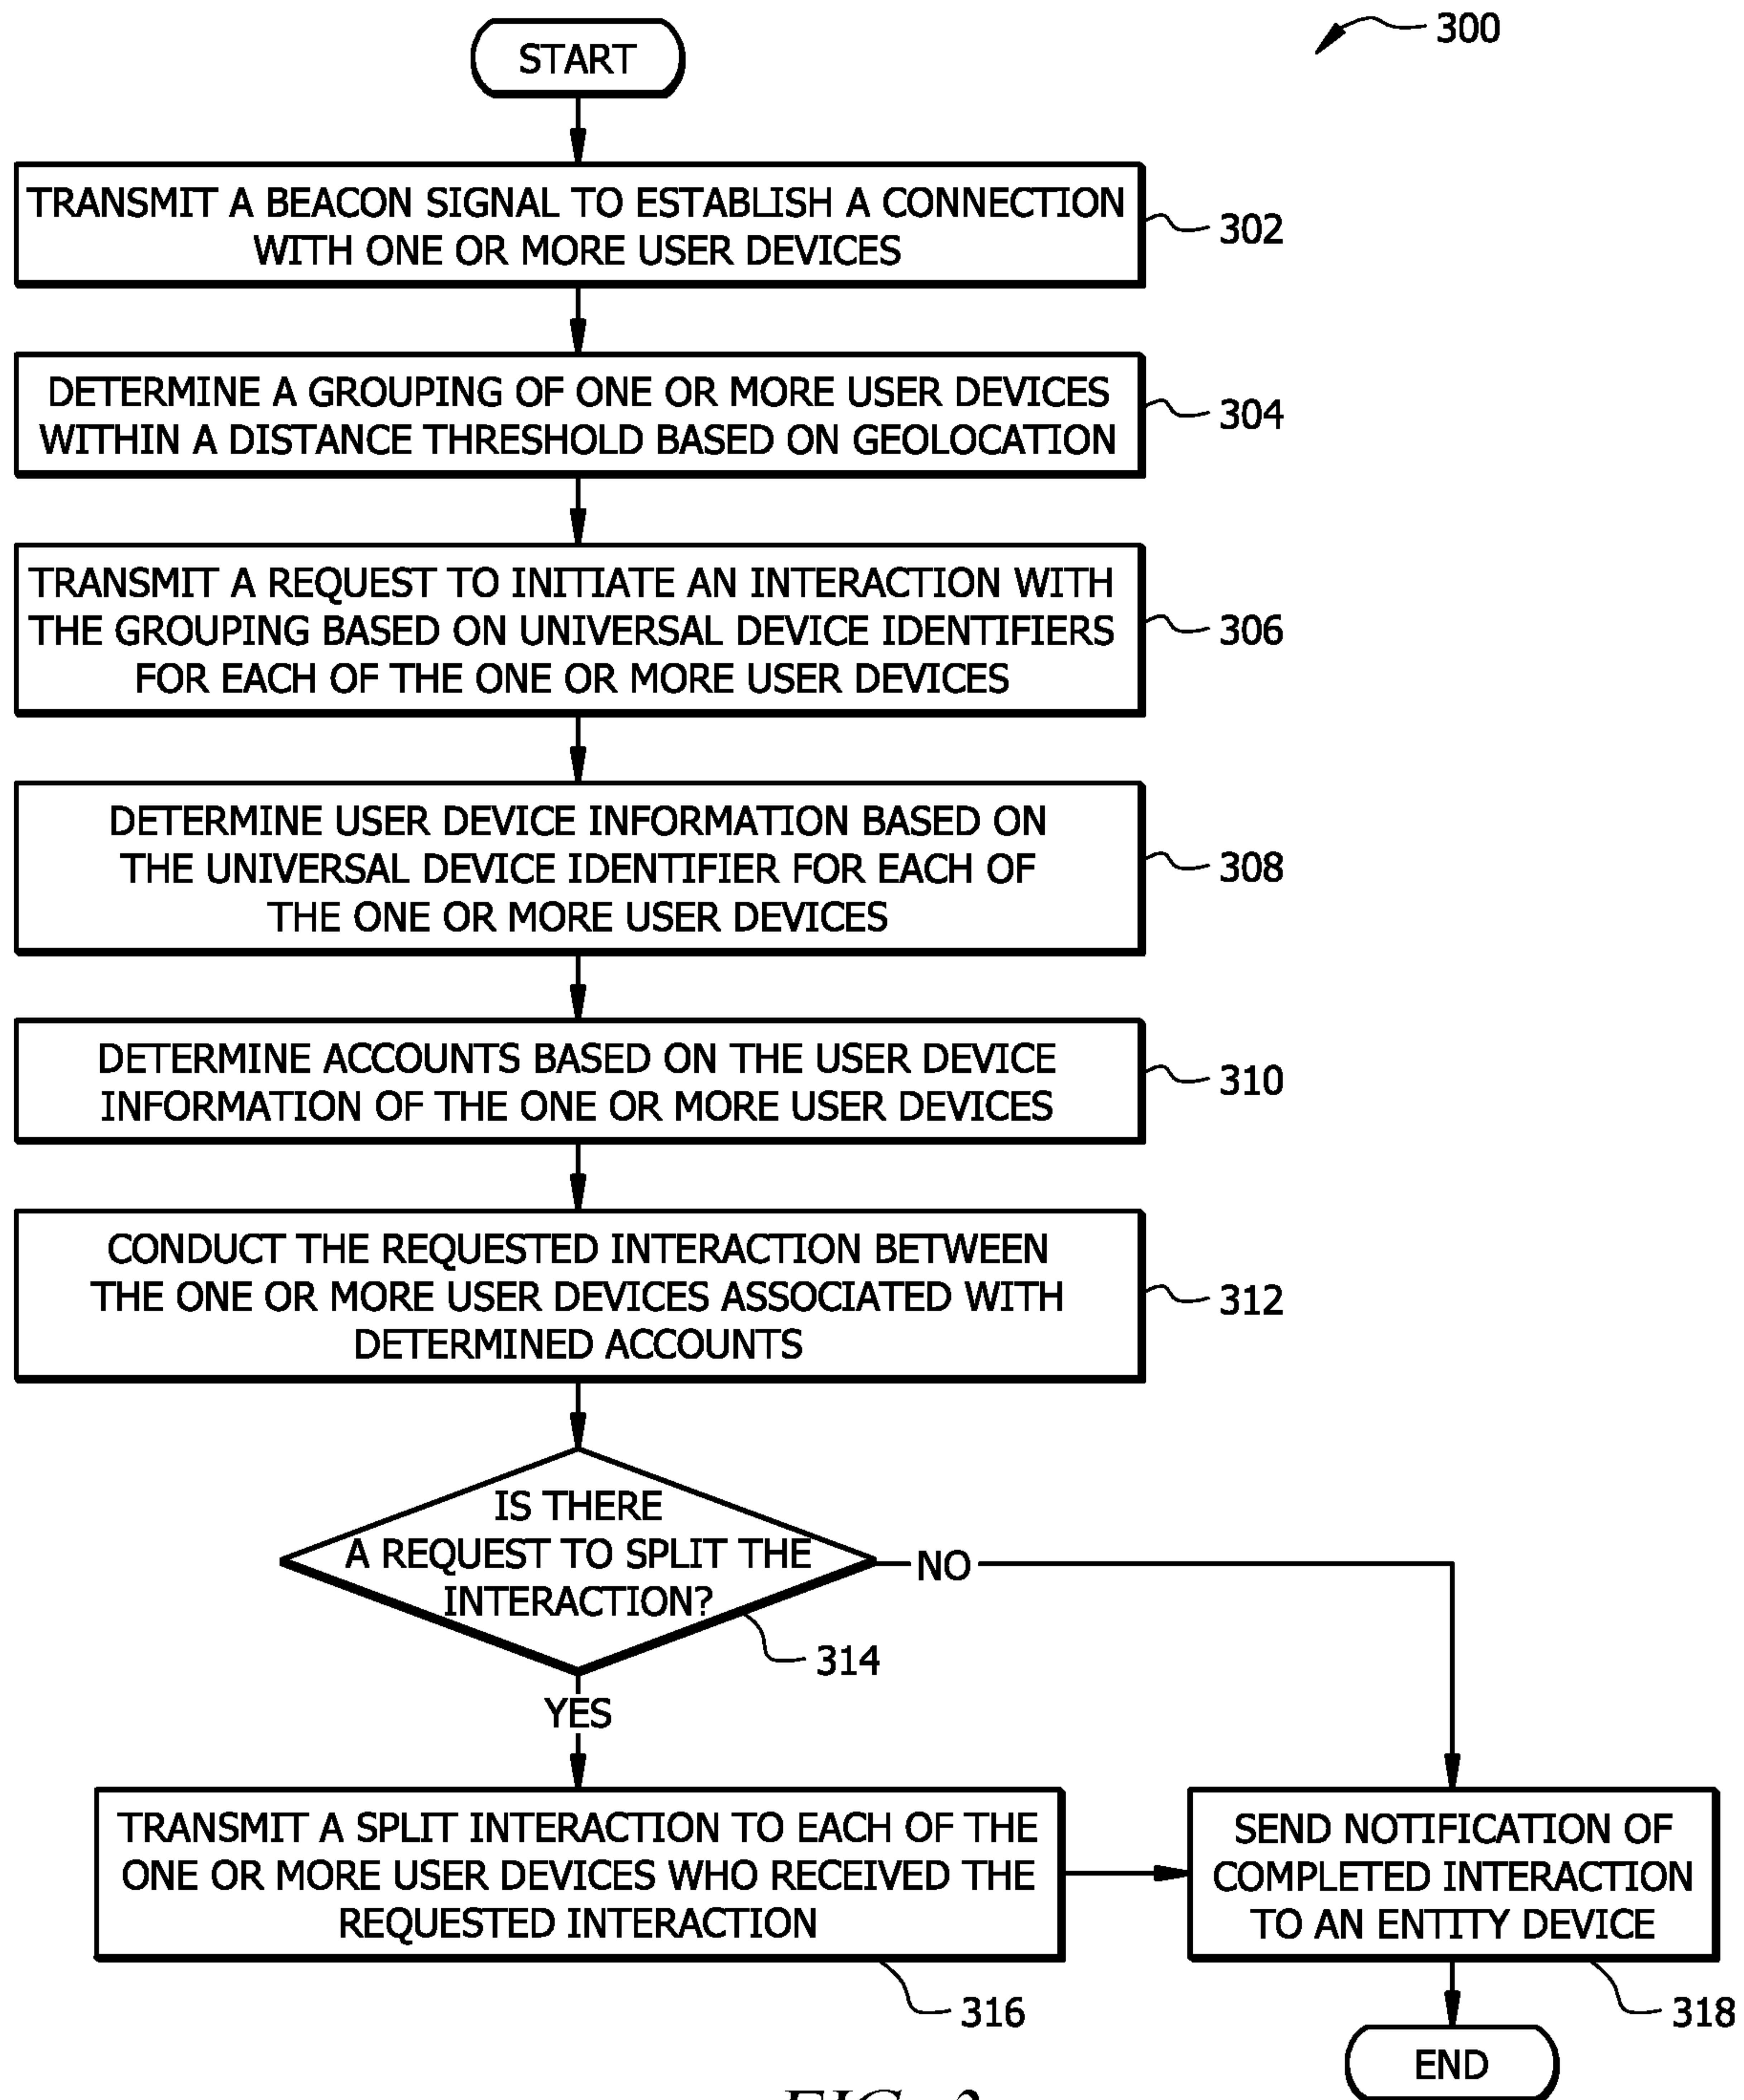 300
START
TRANSMIT A BEACON SIGNAL TO ESTABLISH A CONNECTION
WITH ONE OR MORE USER DEVICES
302
DETERMINE A GROUPING OF ONE OR MORE USER DEVICES
WITHIN A DISTANCE THRESHOLD BASED ON GEOLOCATION
304
TRANSMIT A REQUEST TO INITIATE AN INTERACTION WITH
THE GROUPING BASED ON UNIVERSAL DEVICE IDENTIFIERS
FOR EACH OF THE ONE OR MORE USER DEVICES
306
DETERMINE USER DEVICE INFORMATION BASED ON
THE UNIVERSAL DEVICE IDENTIFIER FOR EACH OF
THE ONE OR MORE USER DEVICES
308
DETERMINE ACCOUNTS BASED ON THE USER DEVICE
INFORMATION OF THE ONE OR MORE USER DEVICES
310
CONDUCT THE REQUESTED INTERACTION BETWEEN
THE ONE OR MORE USER DEVICES ASSOCIATED WITH
DETERMINED ACCOUNTS
312
IS THERE
A REQUEST TO SPLIT THE
INTERACTION?
314
NO
YES
TRANSMIT A SPLIT INTERACTION TO EACH OF THE
ONE OR MORE USER DEVICES WHO RECEIVED THE
REQUESTED INTERACTION
316
SEND NOTIFICATION OF
COMPLETED INTERACTION
TO AN ENTITY DEVICE
318
END